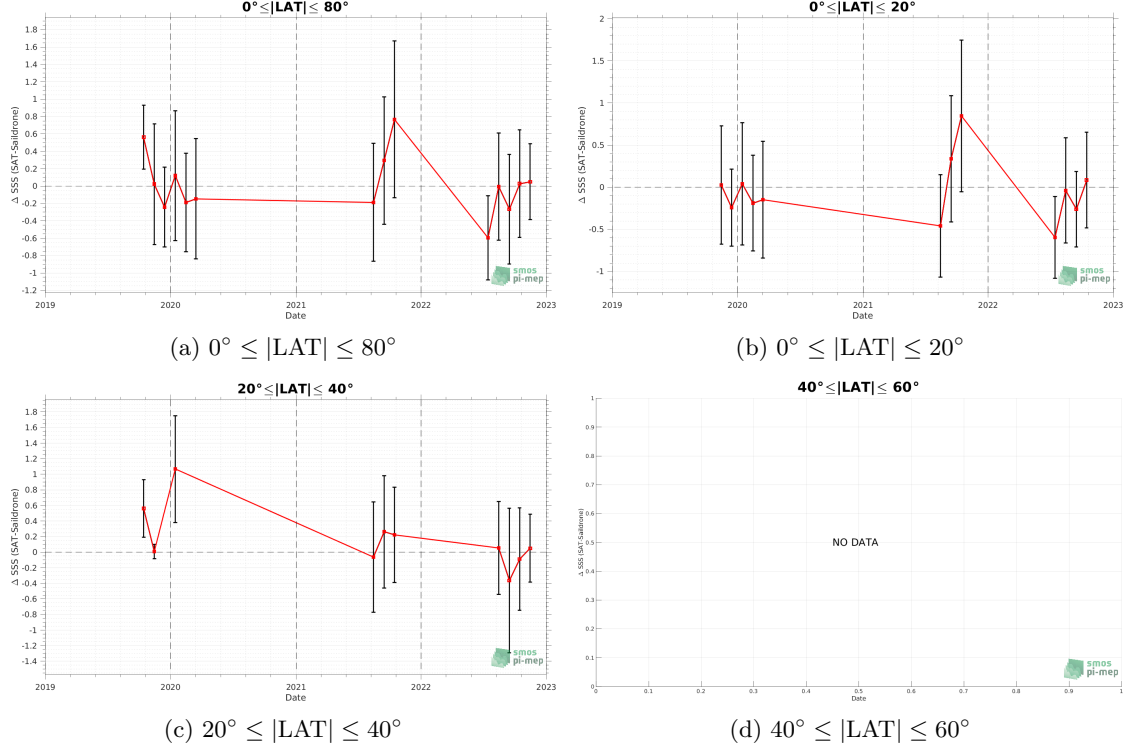 0°≤|LAT|≤ 80°
Δ SSS (SAT-Saildrone)
1.8
1.6
1.4
1.2
1
0.8
0.6
0.4
0.2
0
-0.2
-0.4
-0.6
-0.8
-1
-1.2
2019 2020 2021 2022 2023
Date
smos
pi-mep
(a) 0° ≤ |LAT| ≤ 80°
0°≤|LAT|≤ 20°
Δ SSS (SAT-Saildrone)
2
1.5
1
0.5
0
-0.5
-1
2019 2020 2021 2022 2023
Date
smos
pi-mep
(b) 0° ≤ |LAT| ≤ 20°
20°≤|LAT|≤ 40°
Δ SSS (SAT-Saildrone)
1.8
1.6
1.4
1.2
1
0.8
0.6
0.4
0.2
0
-0.2
-0.4
-0.6
-0.8
-1
-1.2
-1.4
2019 2020 2021 2022 2023
Date
smos
pi-mep
(c) 20° ≤ |LAT| ≤ 40°
40°≤|LAT|≤ 60°
Δ SSS (SAT-Saildrone)
1
0.9
0.8
0.7
0.6
0.5
0.4
0.3
0.2
0.1
0
NO DATA
0 0.1 0.2 0.3 0.4 0.5 0.6 0.7 0.8 0.9 1
Date
smos
pi-mep
(d) 40° ≤ |LAT| ≤ 60°